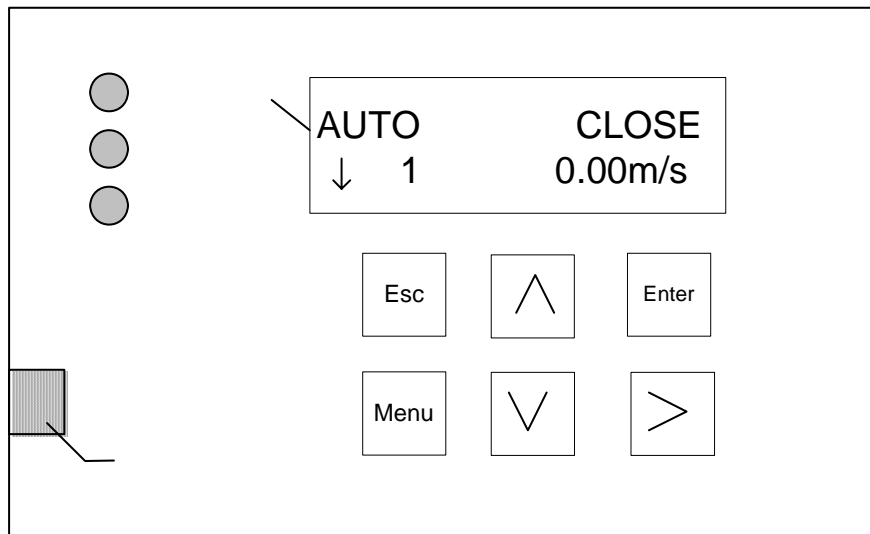 AUTO CLOSE
↓ 1 0.00m/s
Esc
Enter
Menu